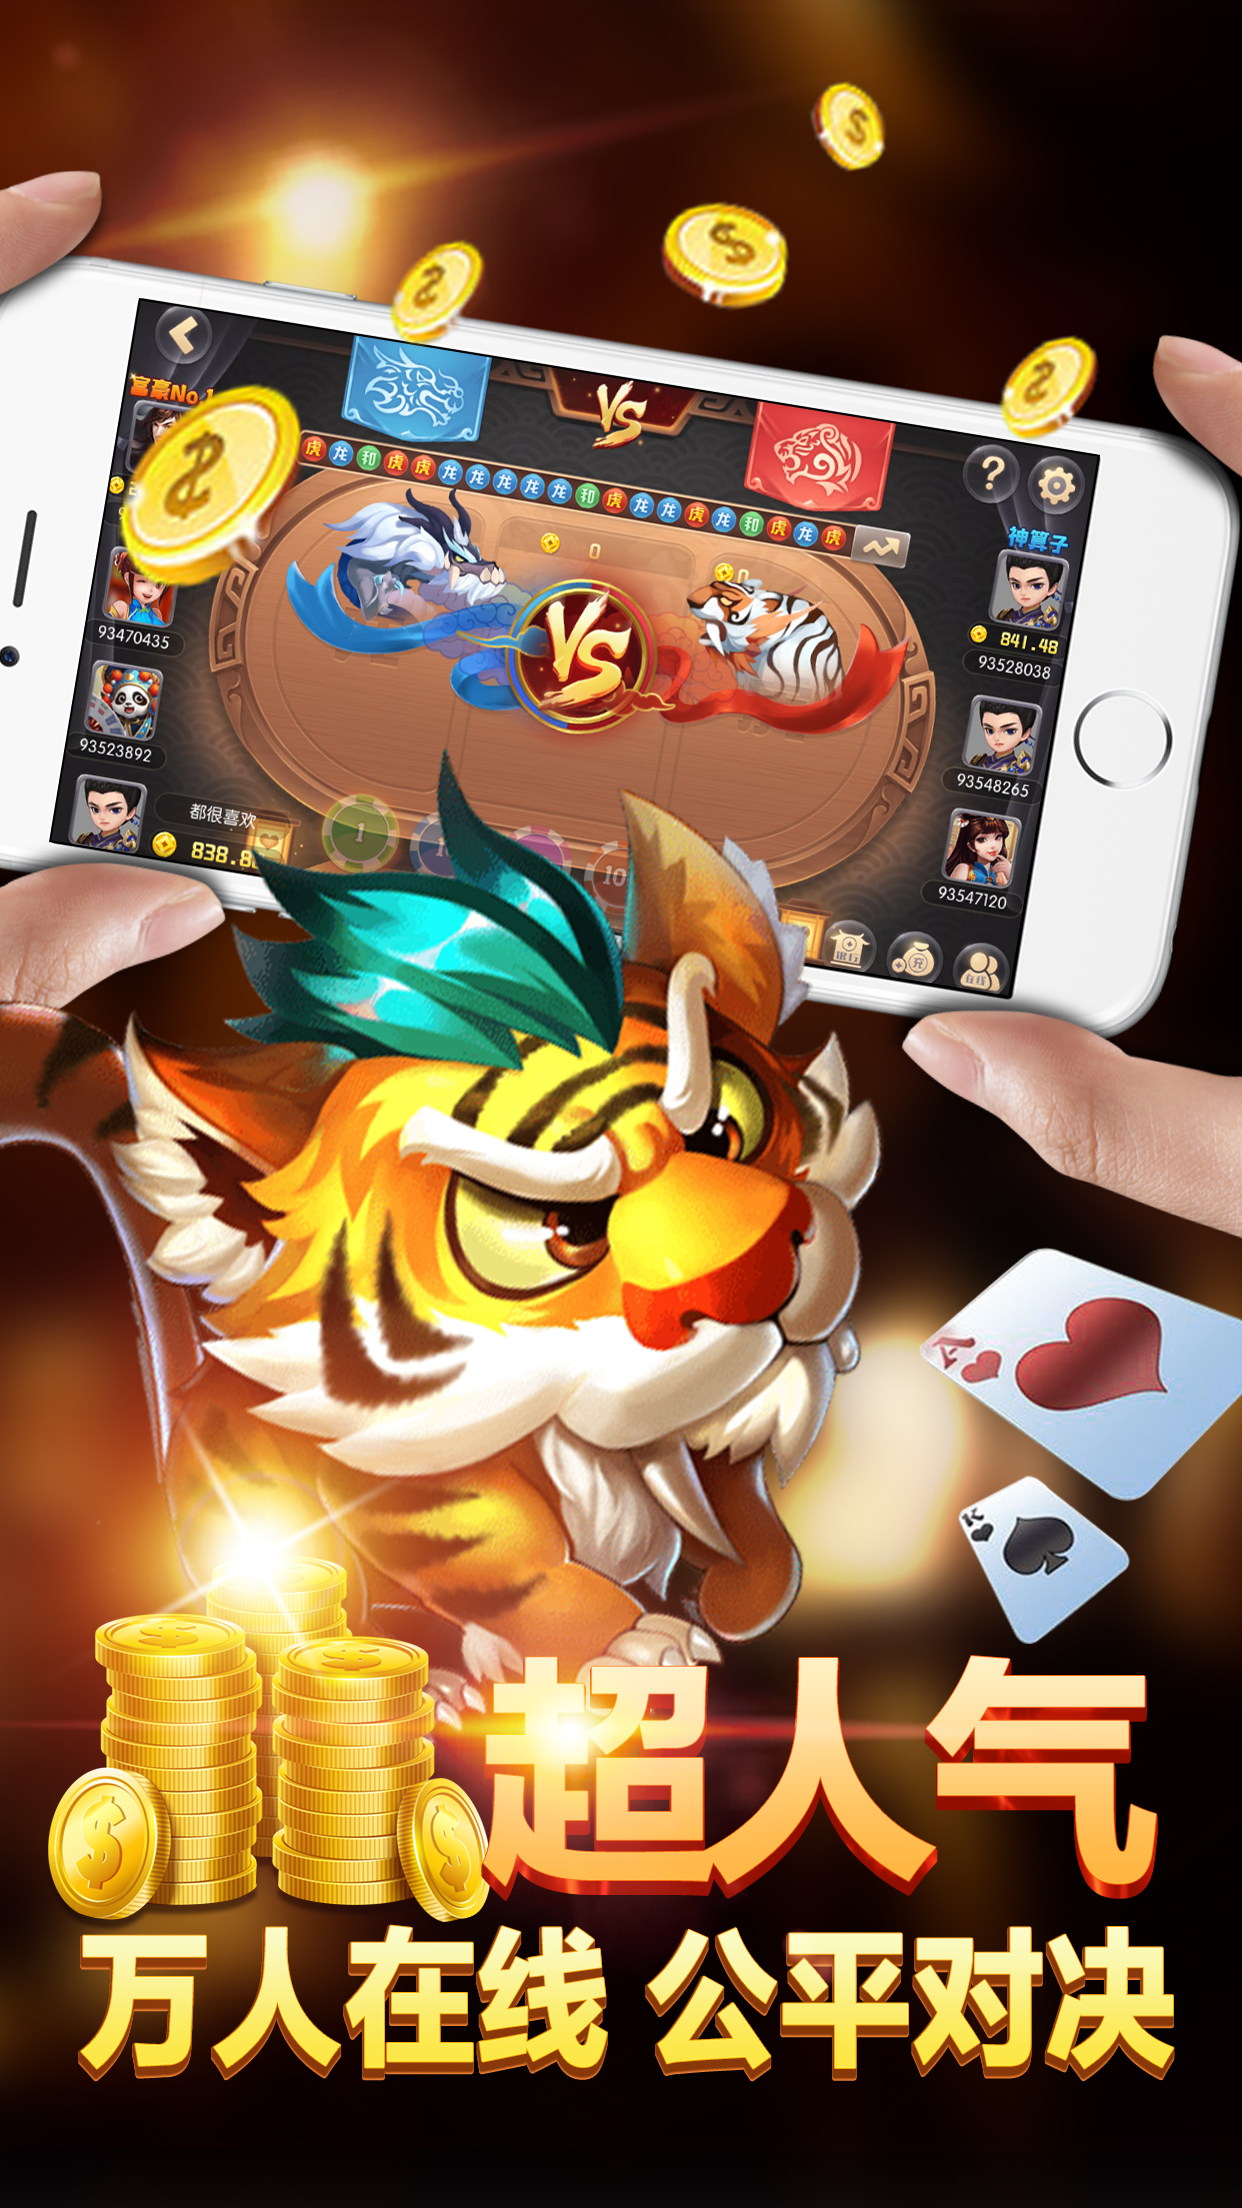 富豪No.1
VS
虎 龙 和 虎 虎 龙 龙 龙 龙 龙 和 虎 龙 龙 虎 龙 和 虎 龙 虎
?
神算子
0
0
VS
841.48
93470435
93528038
93523892
93548265
都很喜欢
838.8
1
10
93547120
银行
充
在线
K
超人气
万人在线 公平对决